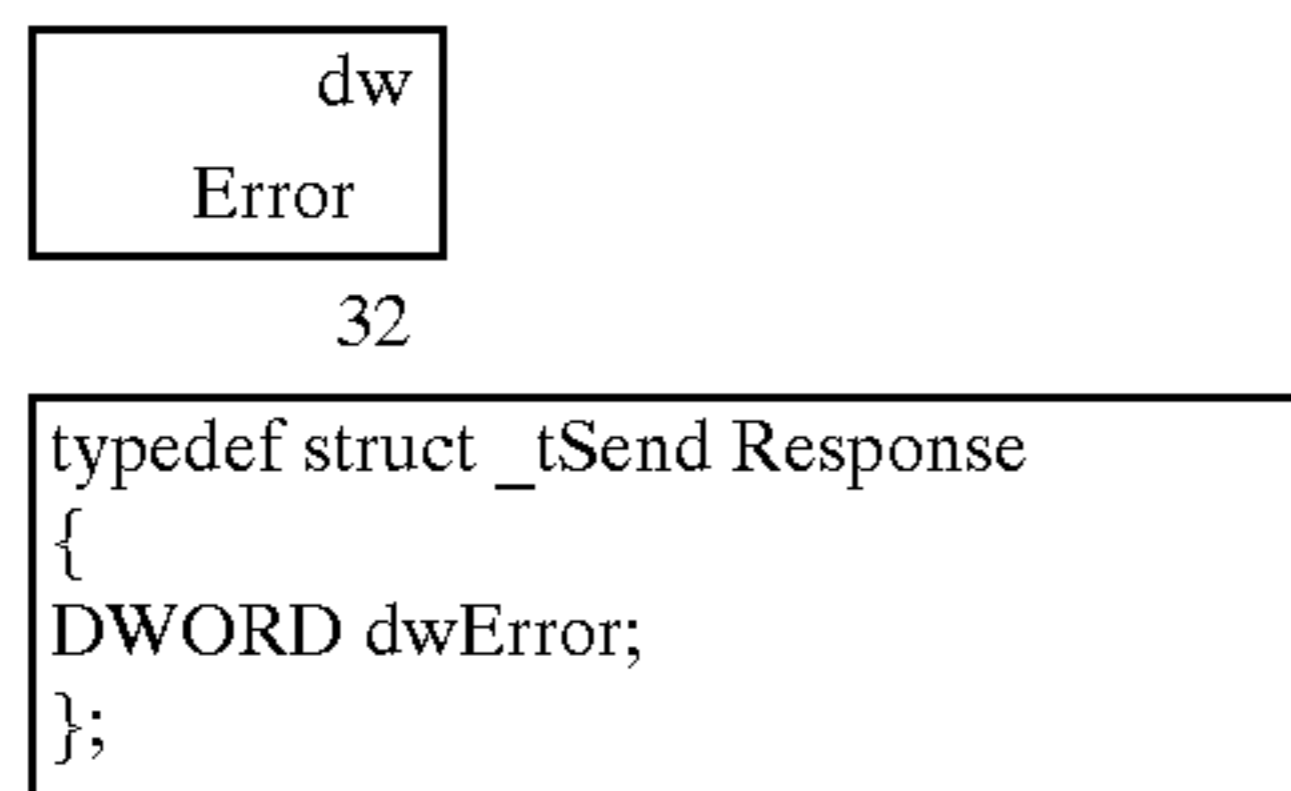 dw
Error
32
typedef struct _tSend Response
{
DWORD dwError;
};